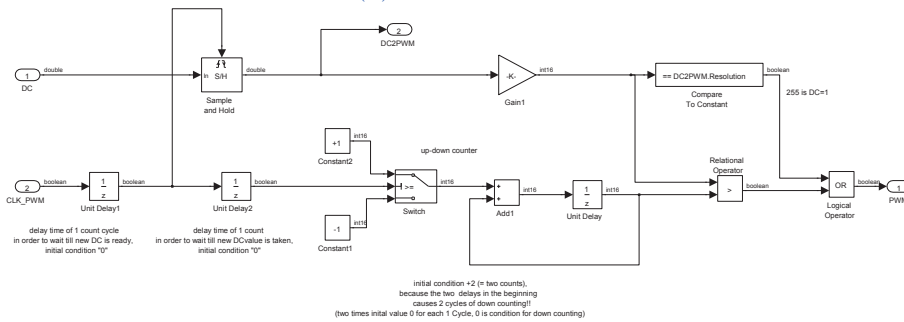 2
DC2PWM
double
In
S/H
double
1
DC
Sample
and Hold
-K-
int16
Gain1
== DC2PWM.Resolution
boolean
Compare
To Constant
255 is DC=1
+1
int16
Constant2
up-down counter
2
CLK_PWM
boolean
1
z
Unit Delay1
boolean
1
z
Unit Delay2
boolean
>=
Switch
int16
-1
int16
Constant1
+
+
Add1
int16
1
z
Unit Delay
int16
Relational
Operator
>
boolean
OR
Logical
Operator
boolean
1
PWM
delay time of 1 count cycle
in order to wait till new DC is ready,
initial condition "0"
delay time of 1 count
in order to wait till new DCvalue is taken,
initial condition "0"
initial condition +2 (= two counts),
because the two delays in the beginning
causes 2 cycles of down counting!!
(two times inital value 0 for each 1 Cycle, 0 is condition for down counting)